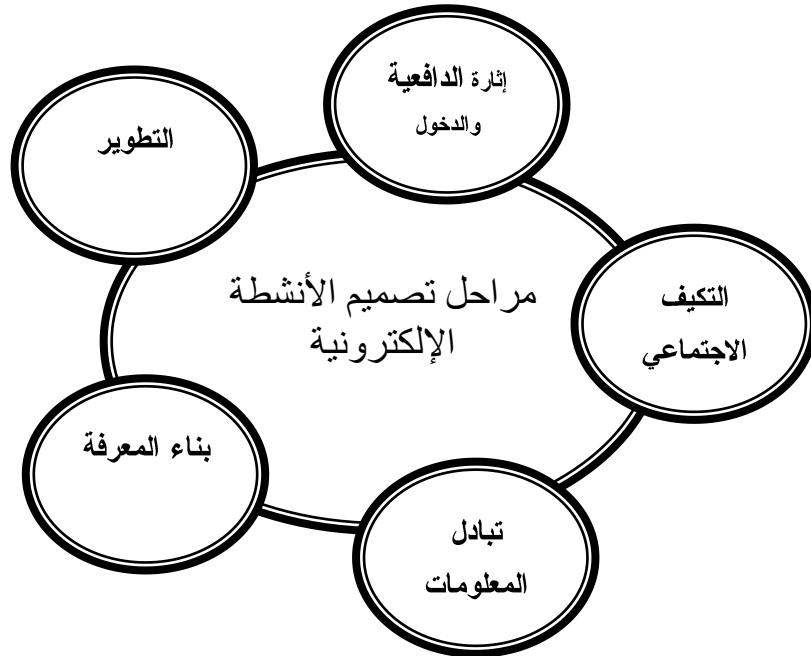 إثارة الدافعية
والدخول
التطوير
مراحل تصميم الأنشطة
الإلكترونية
التكيف
الاجتماعي
بناء المعرفة
تبادل
المعلومات